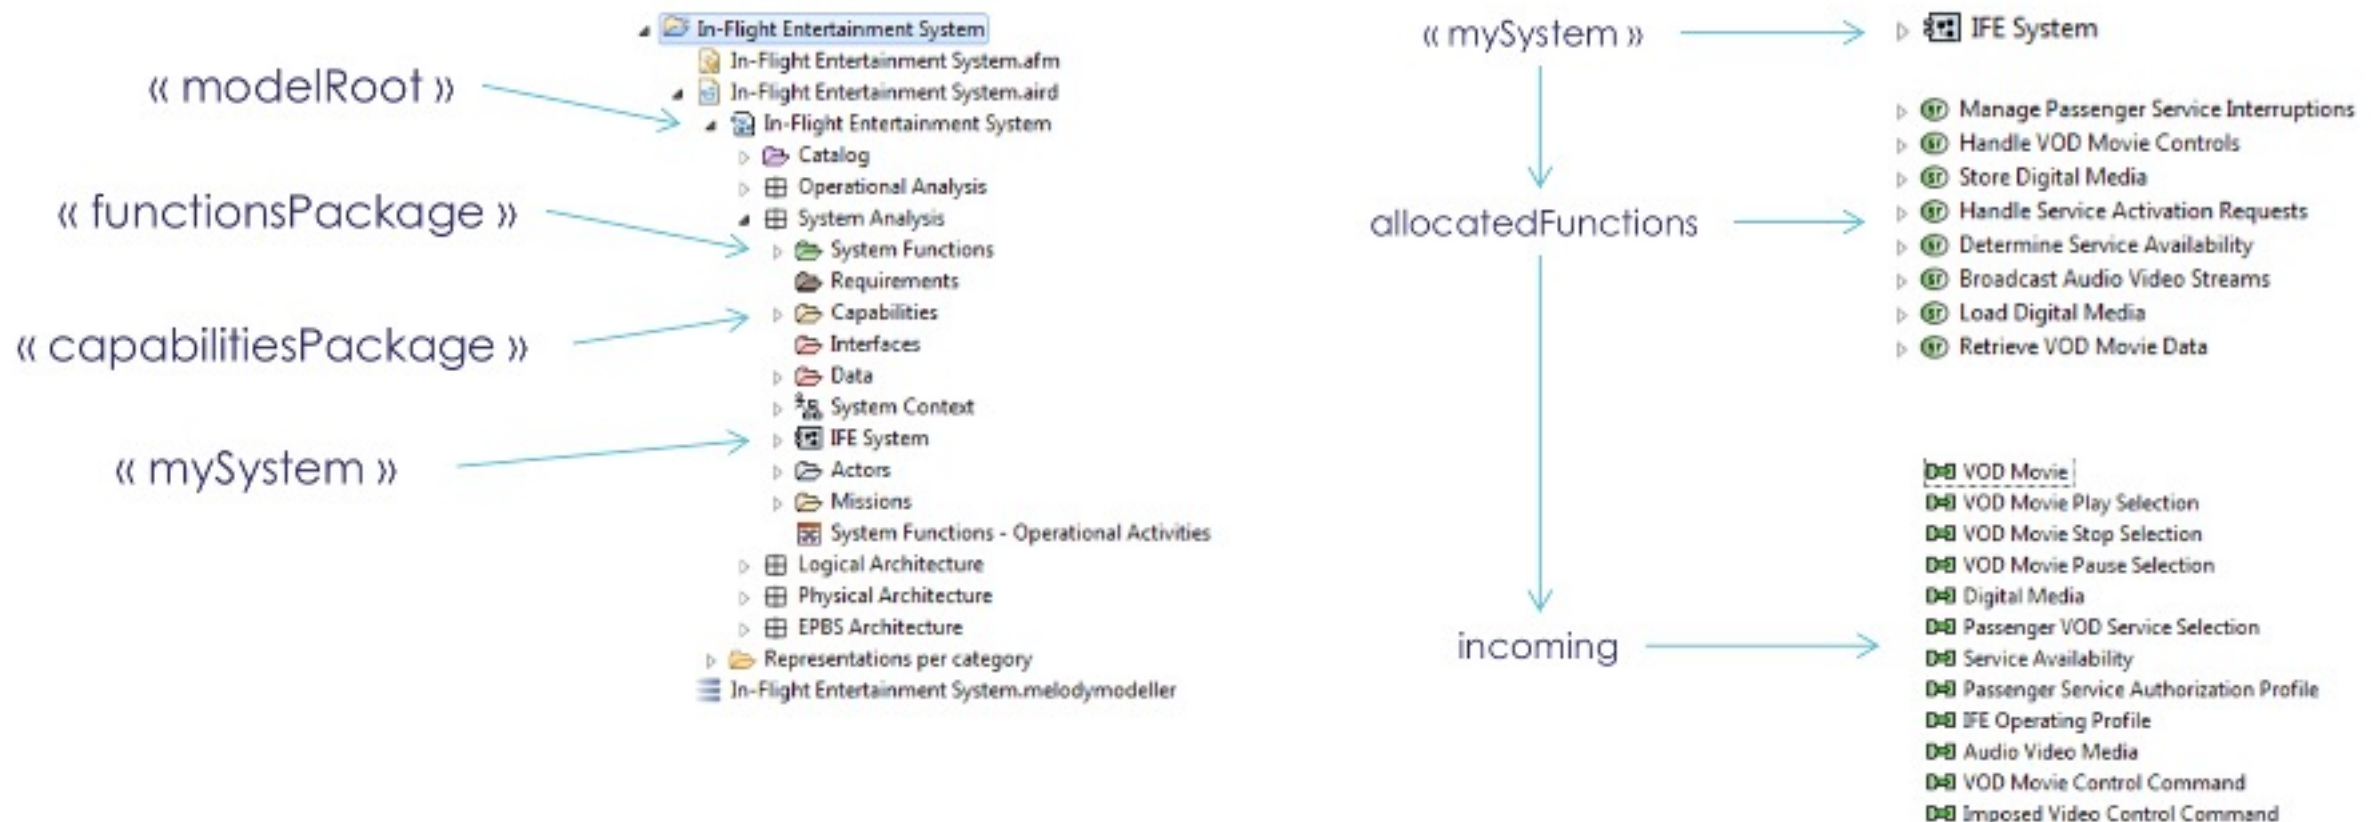 « modelRoot »
« functionsPackage »
« capabilitiesPackage »
« mySystem »
In-Flight Entertainment System
In-Flight Entertainment System.afm
In-Flight Entertainment System.aird
In-Flight Entertainment System
Catalog
Operational Analysis
System Analysis
System Functions
Requirements
Capabilities
Interfaces
Data
System Context
IFE System
Actors
Missions
System Functions - Operational Activities
Logical Architecture
Physical Architecture
EPBS Architecture
Representations per category
In-Flight Entertainment System.melodymodeller
« mySystem »
allocatedFunctions
incoming
IFE System
Manage Passenger Service Interruptions
Handle VOD Movie Controls
Store Digital Media
Handle Service Activation Requests
Determine Service Availability
Broadcast Audio Video Streams
Load Digital Media
Retrieve VOD Movie Data
VOD Movie
VOD Movie Play Selection
VOD Movie Stop Selection
VOD Movie Pause Selection
Digital Media
Passenger VOD Service Selection
Service Availability
Passenger Service Authorization Profile
IFE Operating Profile
Audio Video Media
VOD Movie Control Command
Imposed Video Control Command